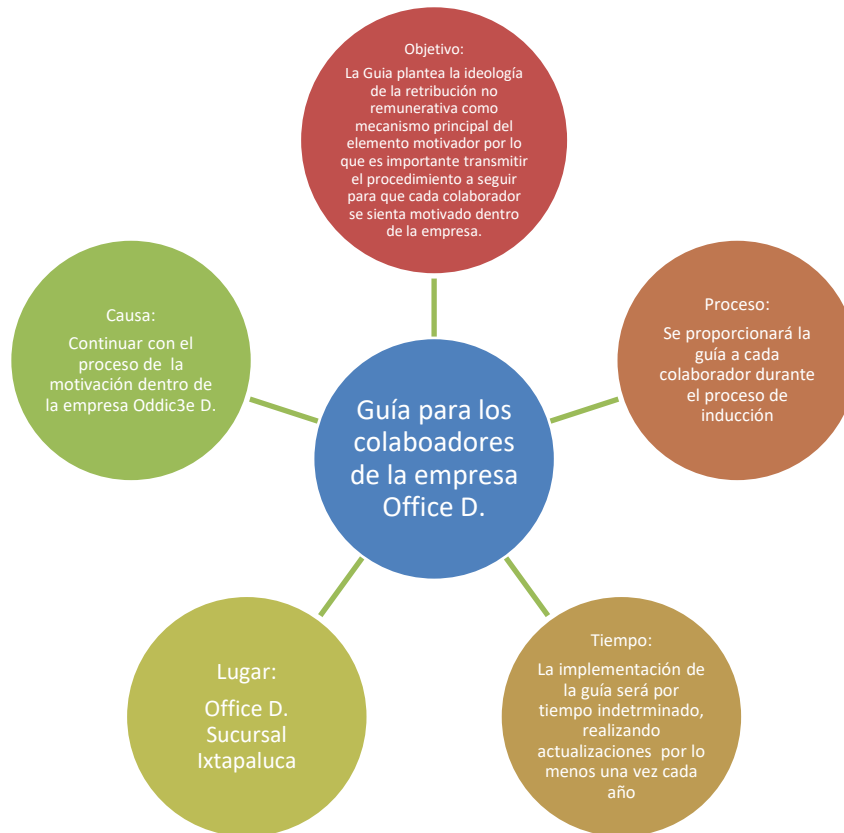 Objetivo:
La Guia plantea la ideología
de la retribución no
remunerativa como
mecanismo principal del
elemento motivador por lo
que es importante transmitir
el procedimiento a seguir
para que cada colaborador
se sienta motivado dentro
de la empresa.
Proceso:
Se proporcionará la
guía a cada
colaborador durante
el proceso de
inducción
Tiempo:
La implementación de
la guía será por
tiempo indetrminado,
realizando
actualizaciones por lo
menos una vez cada
año
Lugar:
Office D.
Sucursal
Ixtapaluca
Causa:
Continuar con el
proceso de la
motivación dentro de
la empresa Oddic3e D.
Guía para los
colaboadores
de la empresa
Office D.